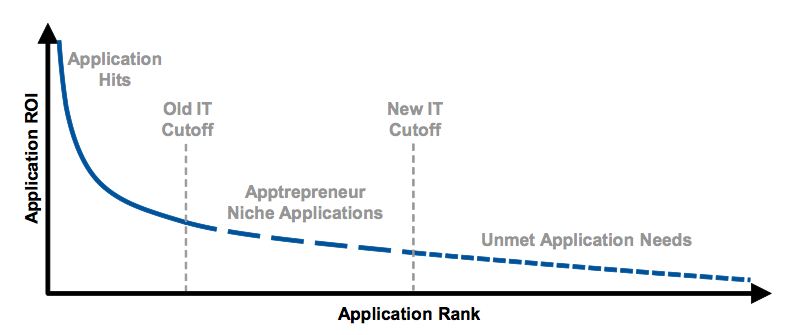 Application
Hits
Old IT
Cutoff
New IT
Cutoff
Apptrepreneur
Niche Applications
Unmet Application Needs
Application ROI
Application Rank